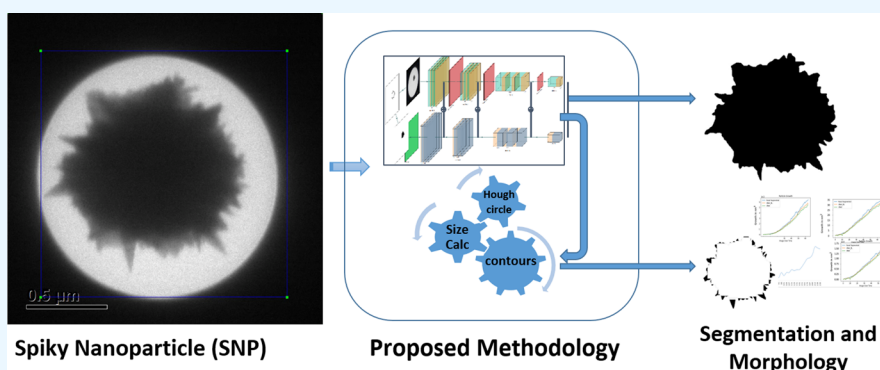 0.5 μm
Spiky Nanoparticle (SNP)
Hough
circle
Size
Calc
contours
Proposed Methodology
Segmentation and
Morphology